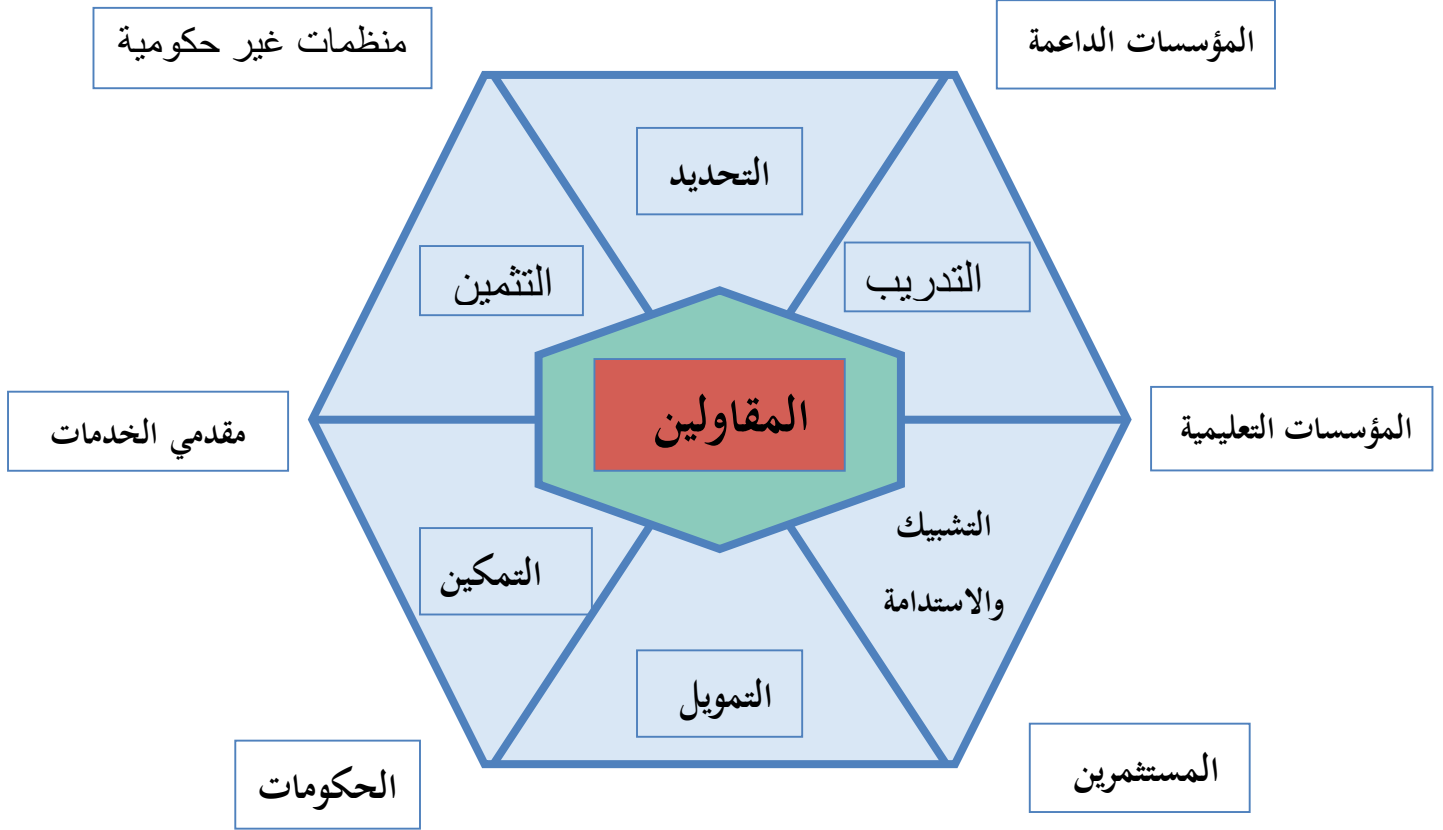 المؤسسات الداعمة
منظمات غير حكومية
التحديد
التدريب
التثمين
المقاولين
المؤسسات التعليمية
مقدمي الخدمات
التشبيك
والاستدامة
التمكين
التمويل
المستثمرين
الحكومات